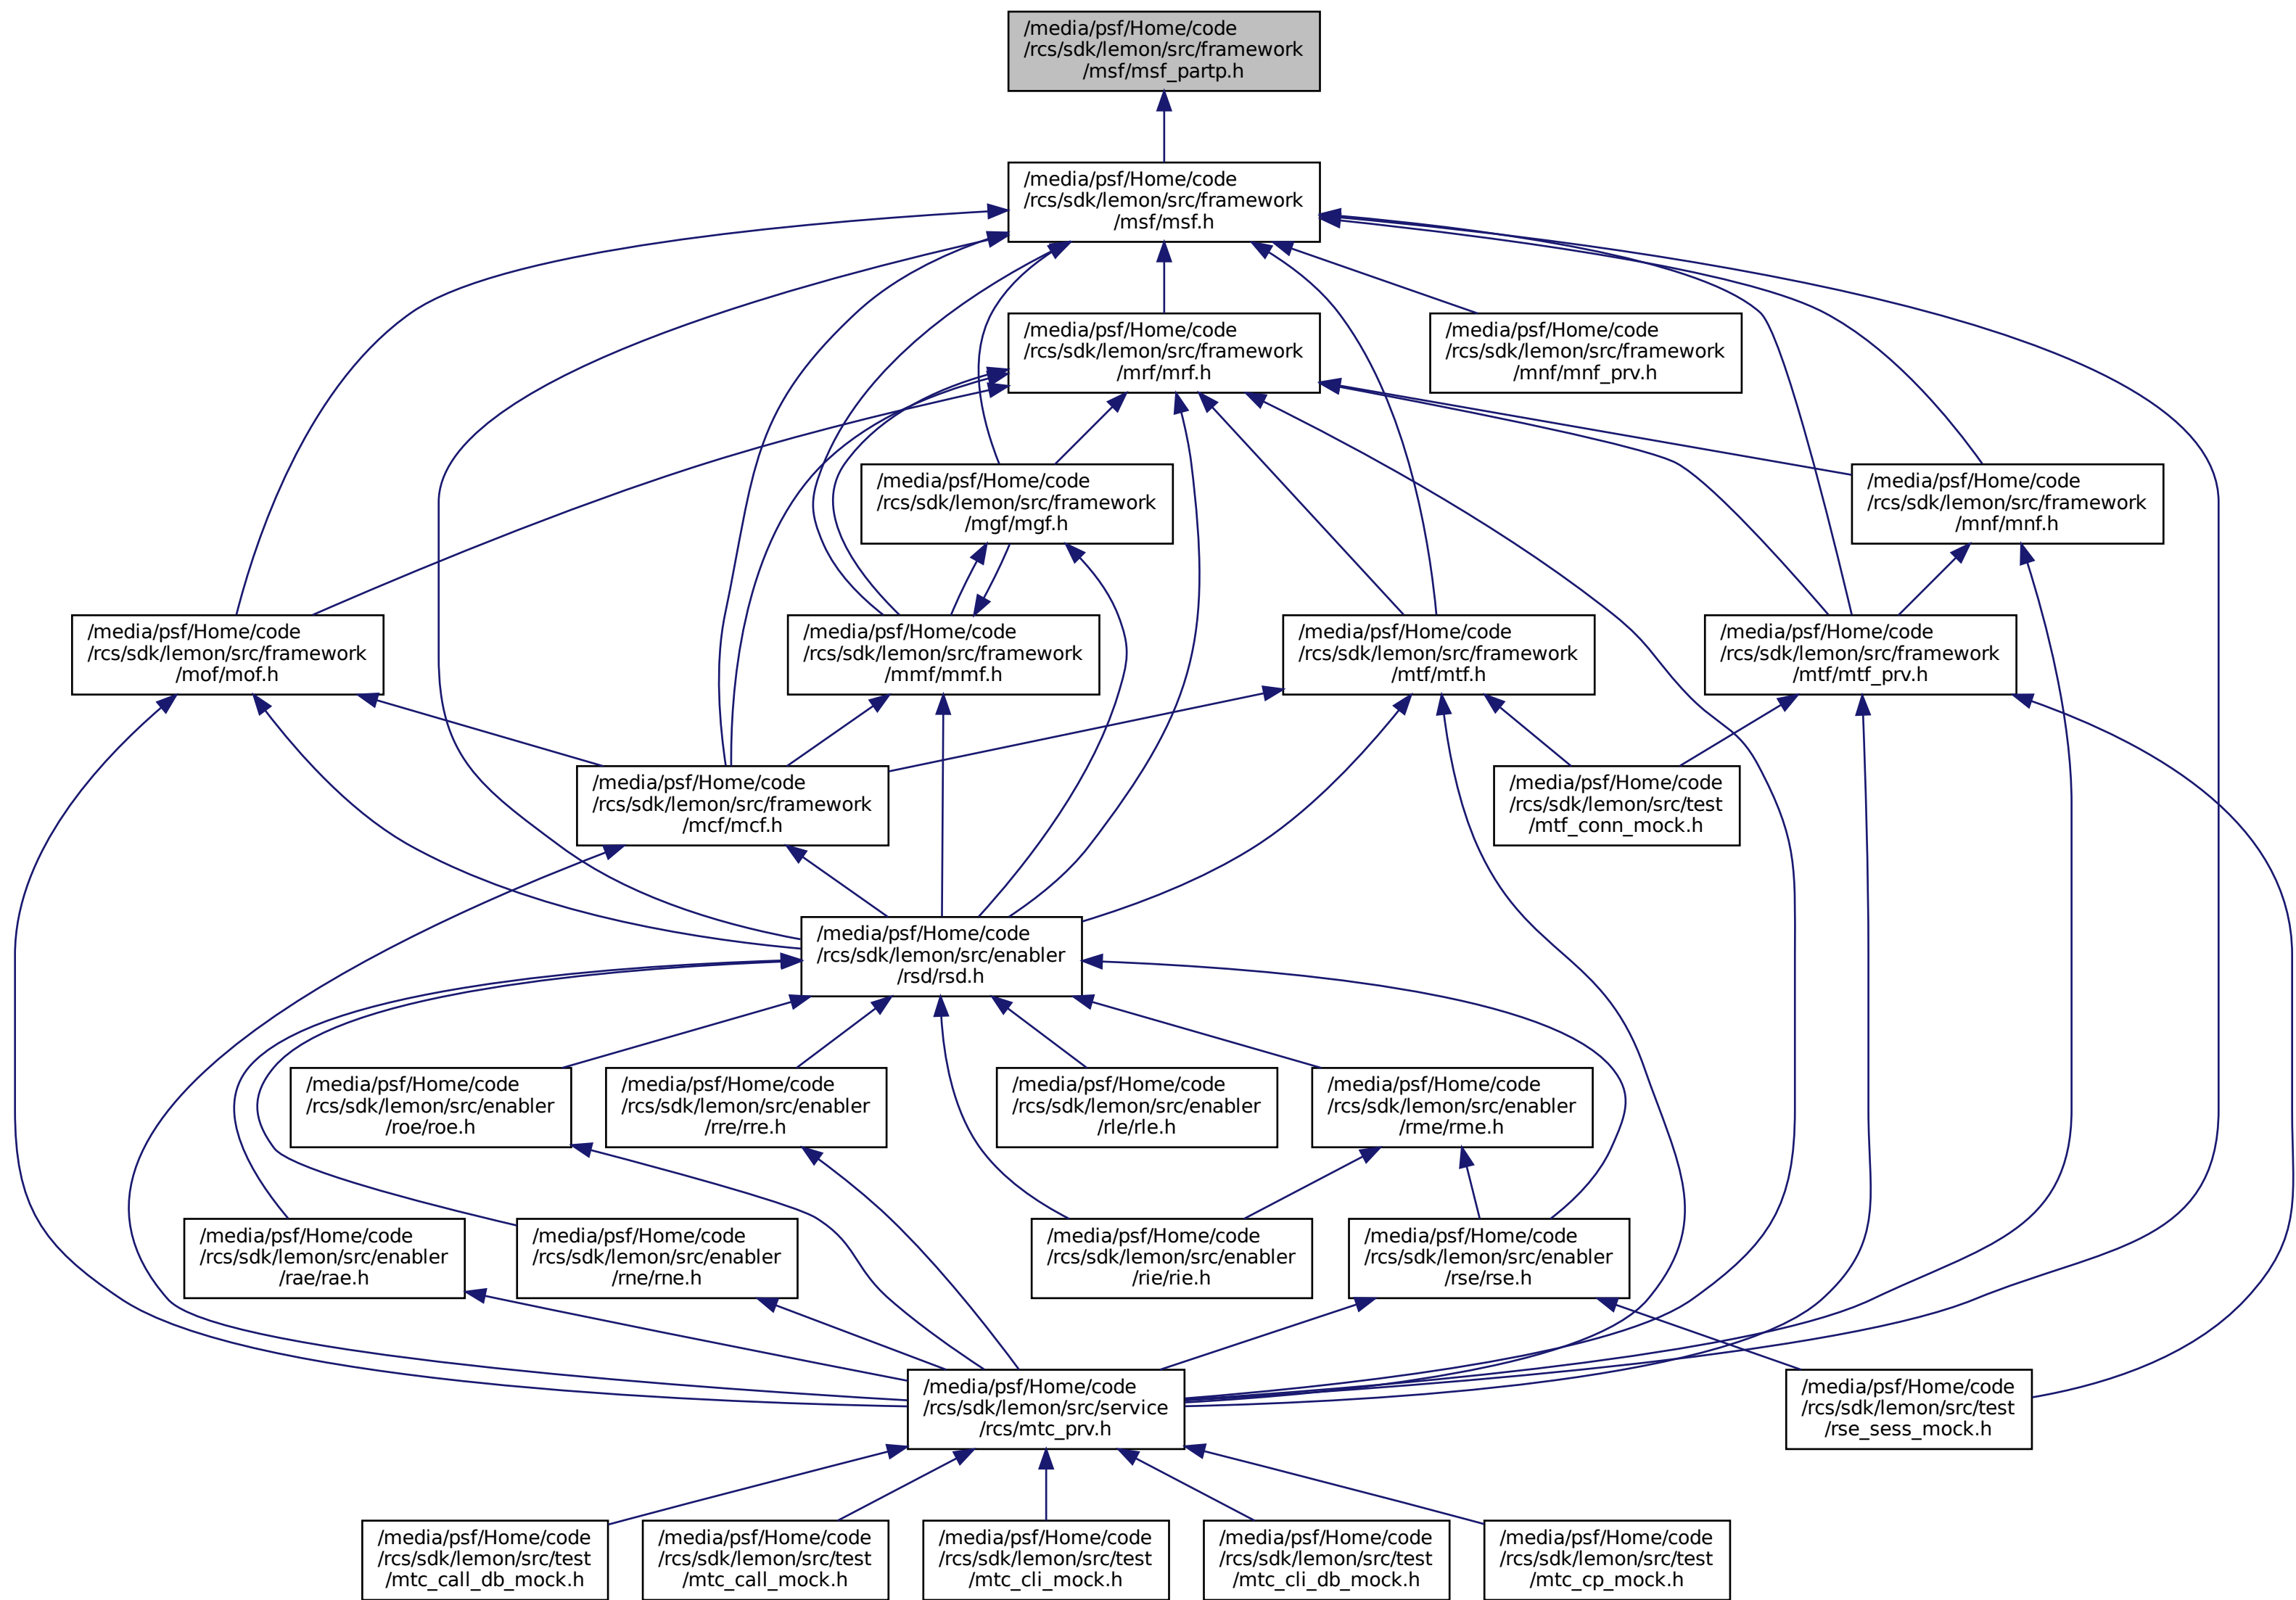 /media/psf/Home/code
/rcs/sdk/lemon/src/framework
/msf/msf_partp.h
/media/psf/Home/code
/rcs/sdk/lemon/src/framework
/msf/msf.h
/media/psf/Home/code
/rcs/sdk/lemon/src/framework
/mrf/mrf.h
/media/psf/Home/code
/rcs/sdk/lemon/src/framework
/mnf/mnf_prv.h
/media/psf/Home/code
/rcs/sdk/lemon/src/framework
/mgf/mgf.h
/media/psf/Home/code
/rcs/sdk/lemon/src/framework
/mnf/mnf.h
/media/psf/Home/code
/rcs/sdk/lemon/src/framework
/mof/mof.h
/media/psf/Home/code
/rcs/sdk/lemon/src/framework
/mmf/mmf.h
/media/psf/Home/code
/rcs/sdk/lemon/src/framework
/mtf/mtf.h
/media/psf/Home/code
/rcs/sdk/lemon/src/framework
/mtf/mtf_prv.h
/media/psf/Home/code
/rcs/sdk/lemon/src/framework
/mcf/mcf.h
/media/psf/Home/code
/rcs/sdk/lemon/src/test
/mtf_conn_mock.h
/media/psf/Home/code
/rcs/sdk/lemon/src/enabler
/rsd/rsd.h
/media/psf/Home/code
/rcs/sdk/lemon/src/enabler
/roe/roe.h
/media/psf/Home/code
/rcs/sdk/lemon/src/enabler
/rre/rre.h
/media/psf/Home/code
/rcs/sdk/lemon/src/enabler
/rle/rle.h
/media/psf/Home/code
/rcs/sdk/lemon/src/enabler
/rme/rme.h
/media/psf/Home/code
/rcs/sdk/lemon/src/enabler
/rae/rae.h
/media/psf/Home/code
/rcs/sdk/lemon/src/enabler
/rne/rne.h
/media/psf/Home/code
/rcs/sdk/lemon/src/enabler
/rie/rie.h
/media/psf/Home/code
/rcs/sdk/lemon/src/enabler
/rse/rse.h
/media/psf/Home/code
/rcs/sdk/lemon/src/service
/rcs/mtc_prv.h
/media/psf/Home/code
/rcs/sdk/lemon/src/test
/rse_sess_mock.h
/media/psf/Home/code
/rcs/sdk/lemon/src/test
/mtc_call_db_mock.h
/media/psf/Home/code
/rcs/sdk/lemon/src/test
/mtc_call_mock.h
/media/psf/Home/code
/rcs/sdk/lemon/src/test
/mtc_cli_mock.h
/media/psf/Home/code
/rcs/sdk/lemon/src/test
/mtc_cli_db_mock.h
/media/psf/Home/code
/rcs/sdk/lemon/src/test
/mtc_cp_mock.h